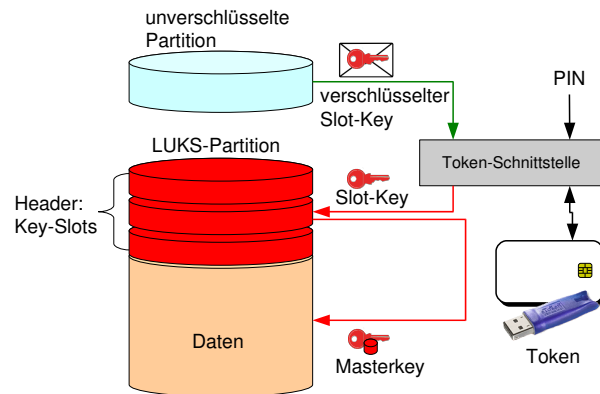 unverschlüsselte
Partition
verschlüsselter
Slot-Key
PIN
LUKS-Partition
Token-Schnittstelle
Slot-Key
Header:
Key-Slots
Daten
Masterkey
Token